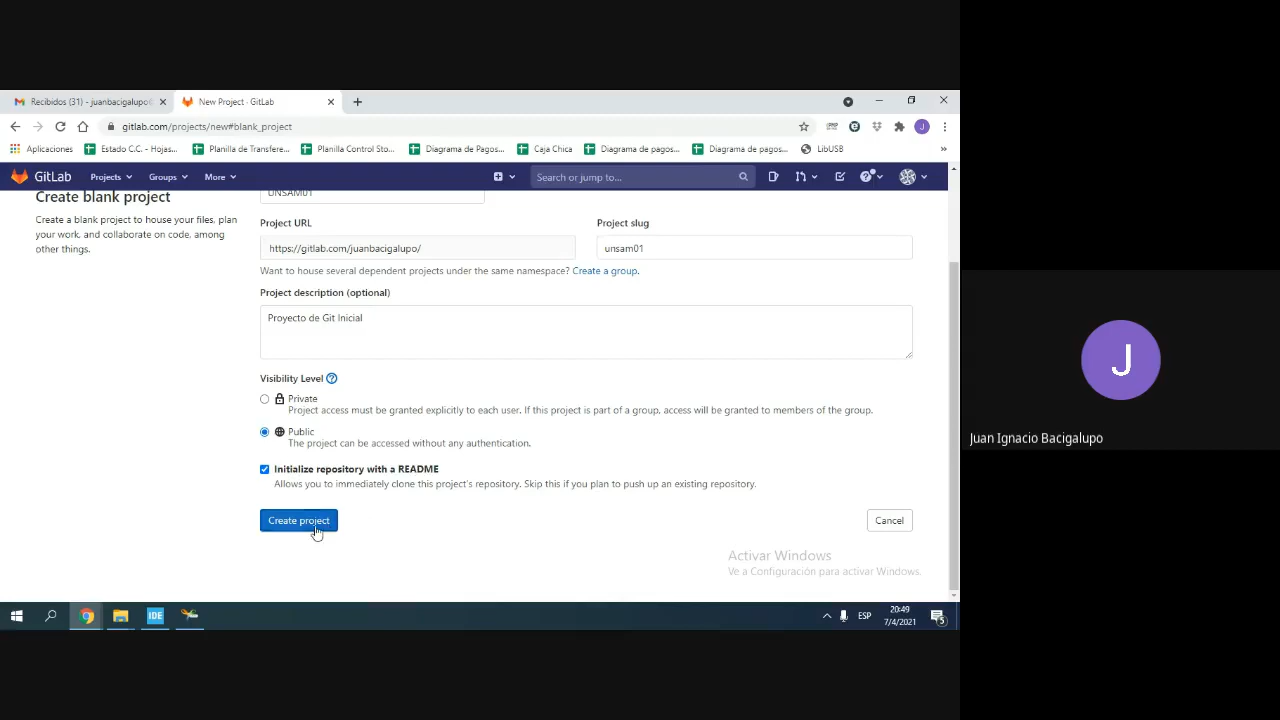 Recibidos (31) - juanbacigalupo@
New Project · GitLab
gitlab.com/projects/new#blank_project
Aplicaciones
Estado C.C. - Hojas...
Planilla de Transfere...
Planilla Control Sto...
Diagrama de Pagos...
Caja Chica
Diagrama de pagos...
Diagrama de pagos...
LibUSB
»
GitLab
Projects
Groups
More
Search or jump to...
Create blank project
UNSAM01
Create a blank project to house your files, plan
your work, and collaborate on code, among
other things.
Project URL
Project slug
https://gitlab.com/juanbacigalupo/
unsam01
Want to house several dependent projects under the same namespace? Create a group.
Project description (optional)
Proyecto de Git Inicial
Visibility Level
Private
Project access must be granted explicitly to each user. If this project is part of a group, access will be granted to members of the group.
Public
The project can be accessed without any authentication.
Initialize repository with a README
Allows you to immediately clone this project's repository. Skip this if you plan to push up an existing repository.
Create project
Cancel
Activar Windows
Ve a Configuración para activar Windows.
IDE
ESP
20:49
7/4/2021
5
J
J
Juan Ignacio Bacigalupo